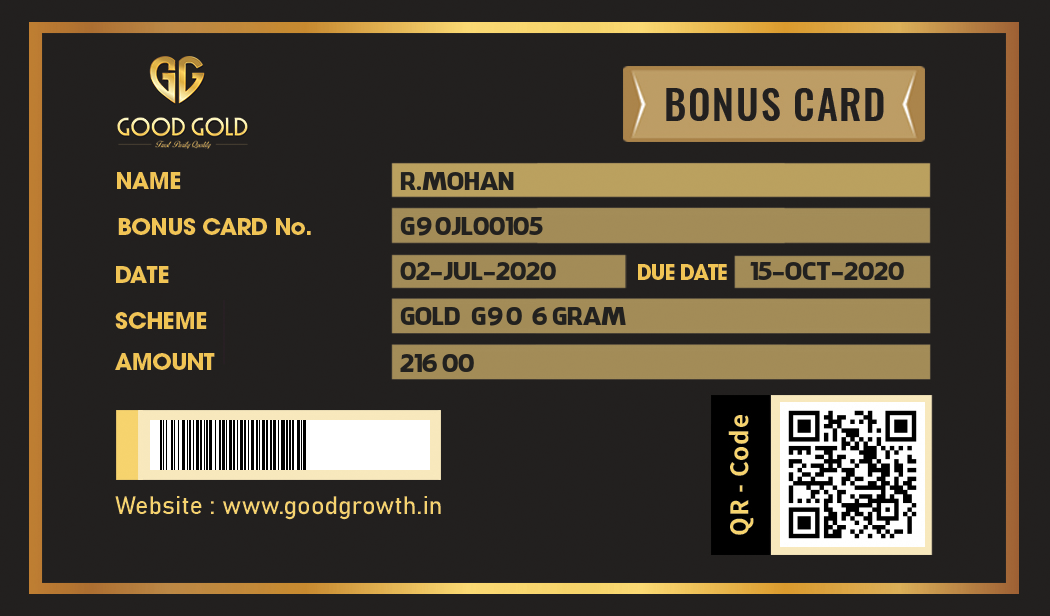 GG
GOOD GOLD
Trust Purity Quality
BONUS CARD
NAME R.MOHAN
BONUS CARD No. G90JL00105
DATE 02-JUL-2020 DUE DATE 15-OCT-2020
SCHEME GOLD G90 6 GRAM
AMOUNT 216 00
QR - Code
Website : www.goodgrowth.in